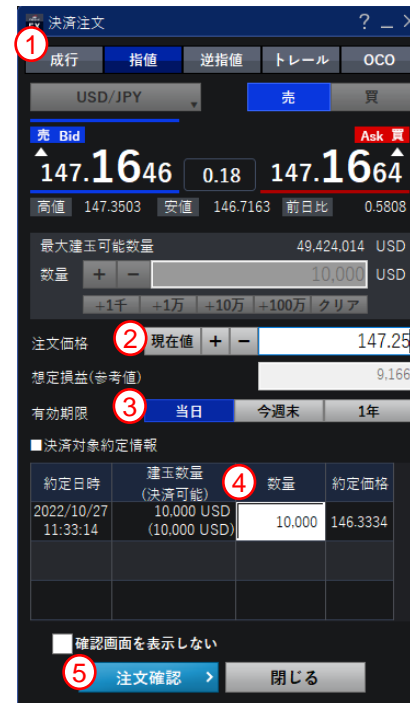 FX 決済注文 ? _ ×
1
成行 指値 逆指値 トレール OCO
USD/JPY 売 買
売 Bid Ask 買
147.1646 0.18 147.1664
高値 147.3503 安値 146.7163 前日比 0.5808
最大建玉可能数量 49,424,014 USD
数量 + − 10,000 USD
+1千 +1万 +10万 +100万 クリア
注文価格 2 現在値 + − 147.25
想定損益(参考値) 9,166
有効期限 3 当日 今週末 1年
■決済対象約定情報
約定日時 建玉数量 (決済可能) 4 数量 約定価格
2022/10/27 10,000 USD
11:33:14 (10,000 USD) 10,000 146.3334
確認画面を表示しない
5 注文確認 > 閉じる